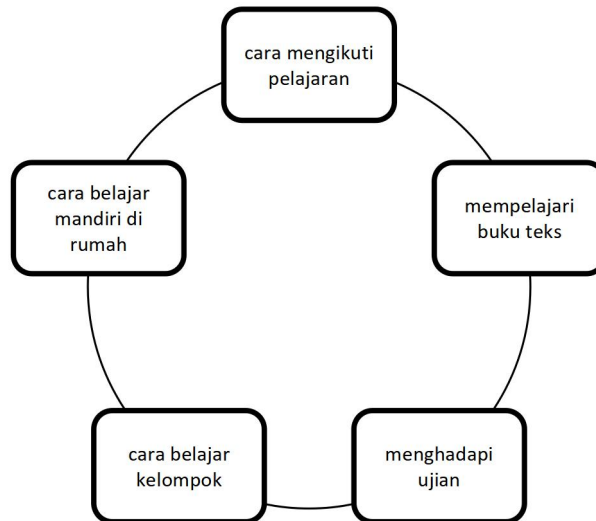 cara mengikuti
pelajaran
mempelajari
buku teks
menghadapi
ujian
cara belajar
kelompok
cara belajar
mandiri di
rumah